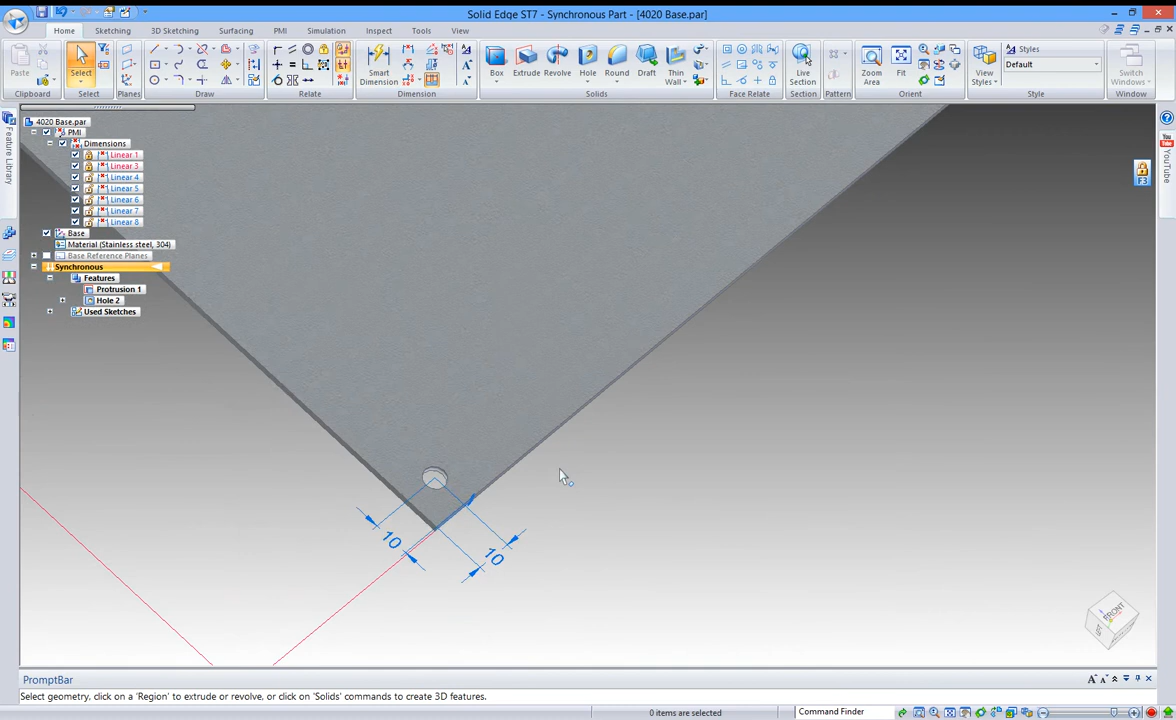 Solid Edge ST7 - Synchronous Part - [4020 Base.par]
Home Sketching 3D Sketching Surfacing PMI Simulation Inspect Tools View
Paste
Clipboard
Select
Select
Planes
Draw
Relate
Smart Dimension
Dimension
Box
Extrude
Revolve
Hole
Round
Draft
Thin Wall
Solids
Face Relate
Live Section
Section
Pattern
Zoom Area
Fit
Orient
View Styles
Styles
Default
Style
Switch Windows
Window
Feature Library
YouTube
F3
4020 Base.par
PMI
Dimensions
Linear 1
Linear 3
Linear 4
Linear 5
Linear 6
Linear 7
Linear 8
Base
Material (Stainless steel, 304)
Base Reference Planes
Synchronous
Features
Protrusion 1
Hole 2
Used Sketches
10
10
FRONT
PromptBar
Select geometry, click on a 'Region' to extrude or revolve, or click on 'Solids' commands to create 3D features.
0 items are selected
Command Finder